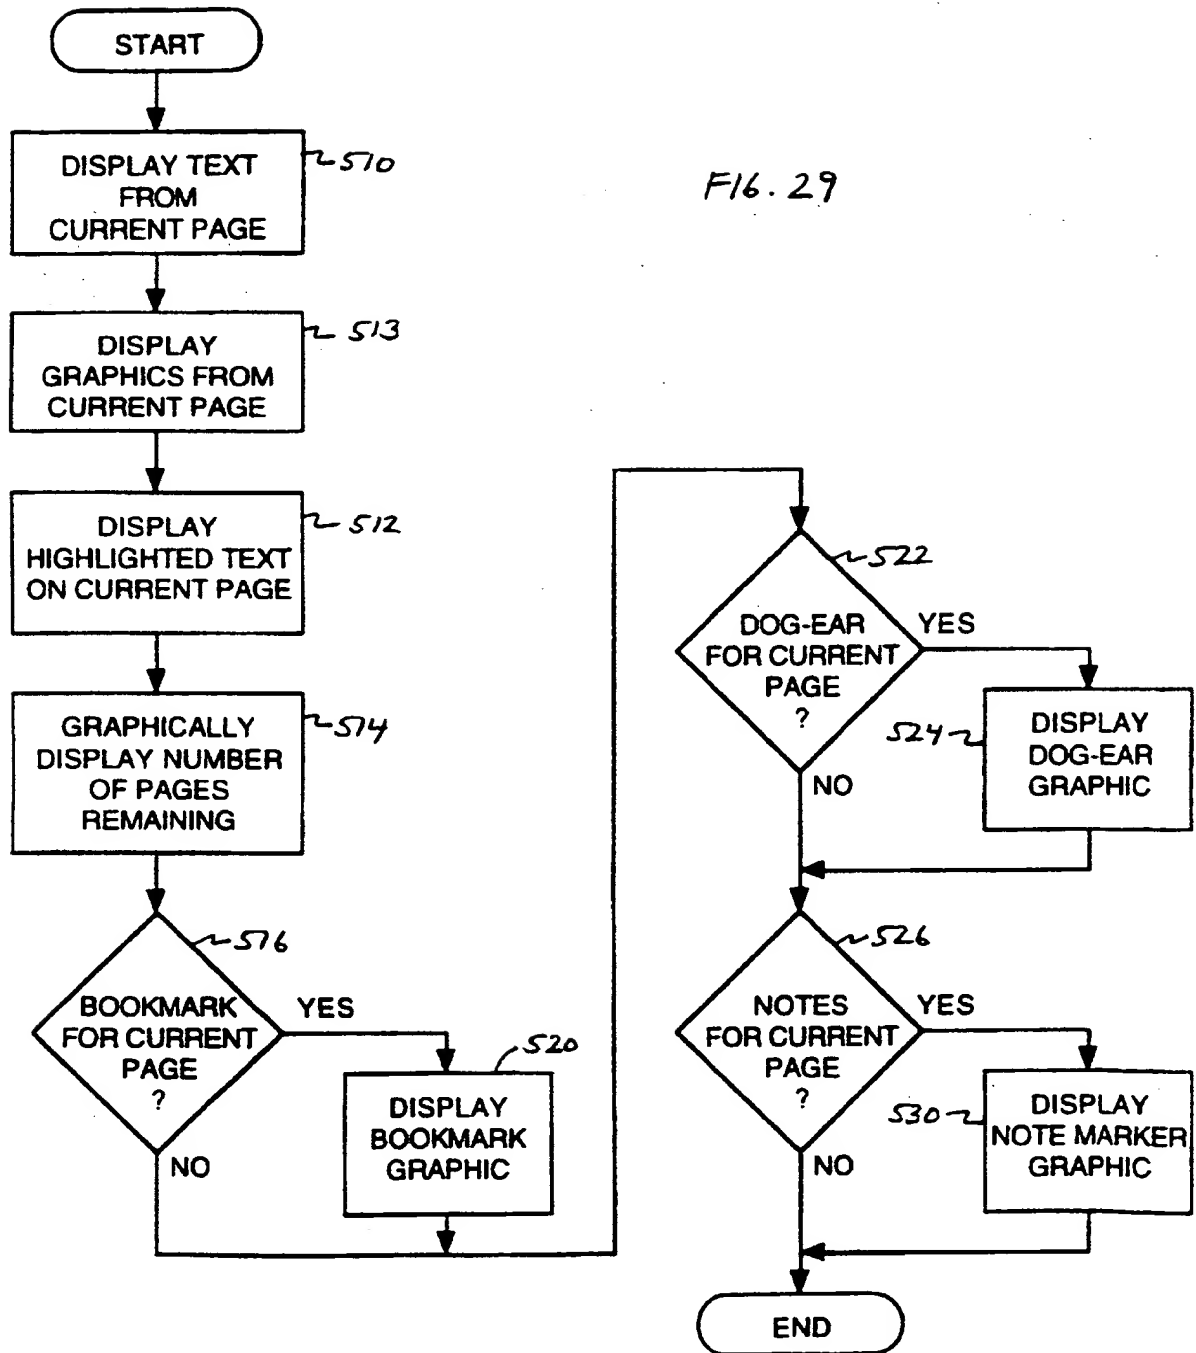 START
DISPLAY TEXT
FROM
CURRENT PAGE
510
FIG. 29
DISPLAY
GRAPHICS FROM
CURRENT PAGE
513
DISPLAY
HIGHLIGHTED TEXT
ON CURRENT PAGE
512
GRAPHICALLY
DISPLAY NUMBER
OF PAGES
REMAINING
514
BOOKMARK
FOR CURRENT
PAGE
?
516
YES
NO
520
DISPLAY
BOOKMARK
GRAPHIC
522
DOG-EAR
FOR CURRENT
PAGE
?
YES
NO
524
DISPLAY
DOG-EAR
GRAPHIC
526
NOTES
FOR CURRENT
PAGE
?
YES
NO
530
DISPLAY
NOTE MARKER
GRAPHIC
END